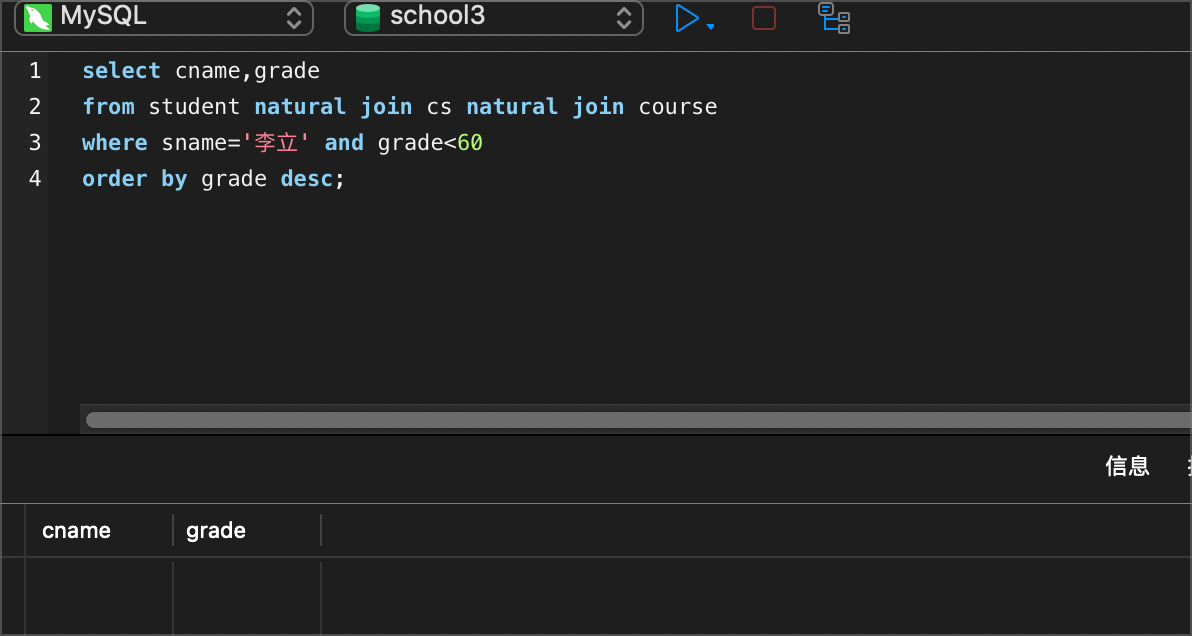 MySQL school3
1 select cname,grade
2 from student natural join cs natural join course
3 where sname='李立' and grade<60
4 order by grade desc;
信息
cname grade